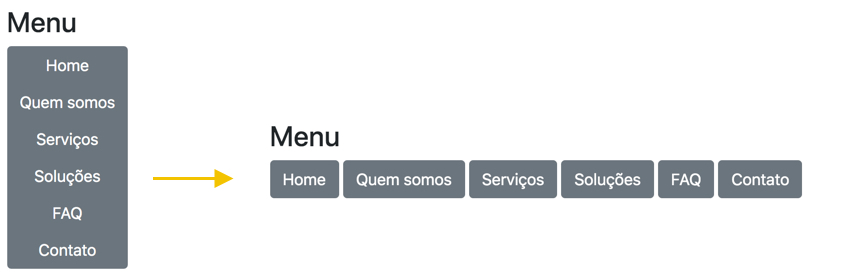 Menu
Home
Quem somos
Serviços
Soluções
FAQ
Contato
Menu
Home Quem somos Serviços Soluções FAQ Contato